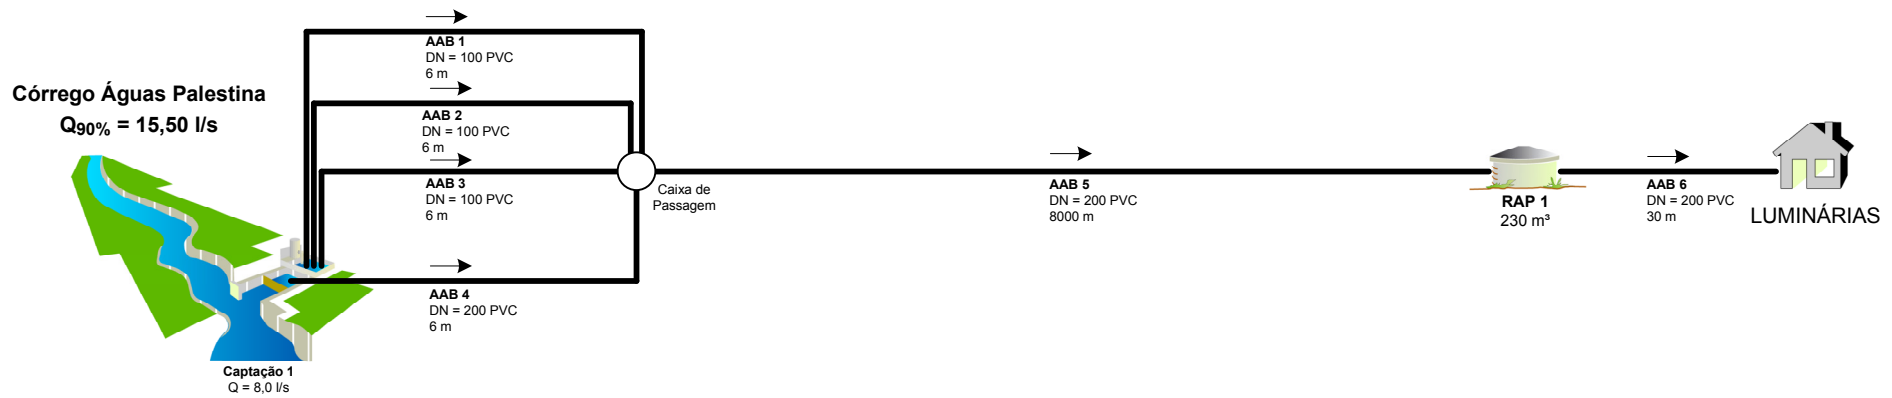 Córrego Águas Palestina
Q90% = 15,50 l/s
AAB 1
DN = 100 PVC
6 m
AAB 2
DN = 100 PVC
6 m
AAB 3
DN = 100 PVC
6 m
AAB 4
DN = 200 PVC
6 m
Captação 1
Q = 8,0 l/s
Caixa de
Passagem
AAB 5
DN = 200 PVC
8000 m
RAP 1
230 m³
AAB 6
DN = 200 PVC
30 m
LUMINÁRIAS